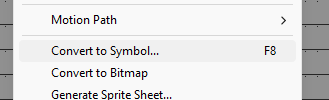 Motion Path
Convert to Symbol... F8
Convert to Bitmap
Generate Sprite Sheet...